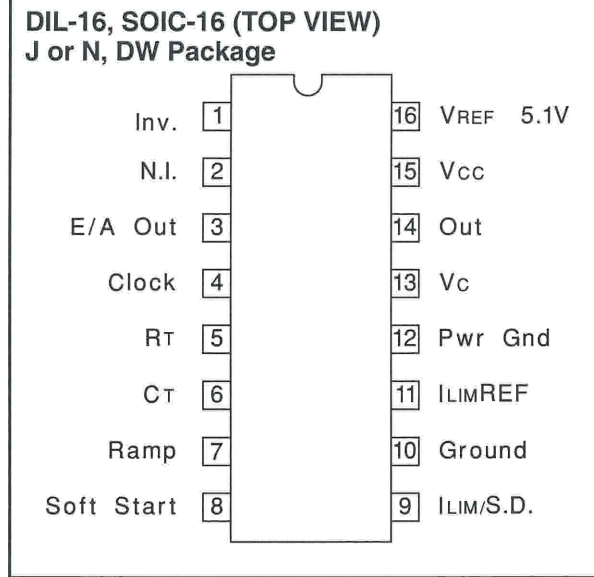 DIL-16, SOIC-16 (TOP VIEW)
J or N, DW Package
Inv. 1 16 VREF 5.1V
N.I. 2 15 VCC
E/A Out 3 14 Out
Clock 4 13 VC
RT 5 12 Pwr Gnd
CT 6 11 ILIMREF
Ramp 7 10 Ground
Soft Start 8 9 ILIM/S.D.